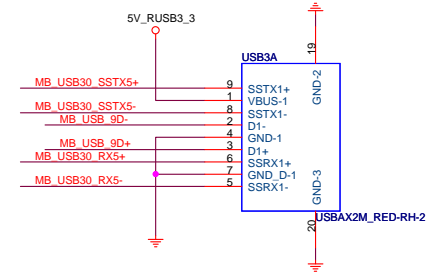 5V_RUSB3_3
USB3A
19
GND-2
MB_USB30_SSTX5+ 9 SSTX1+
1 VBUS-1
MB_USB30_SSTX5- 8 SSTX1-
MB_USB_9D- 2 D1-
4 GND-1
MB_USB_9D+ 3 D1+
MB_USB30_RX5+ 6 SSRX1+
7 GND_D-1
MB_USB30_RX5- 5 SSRX1-
GND-3
USBAX2M_RED-RH-2
20